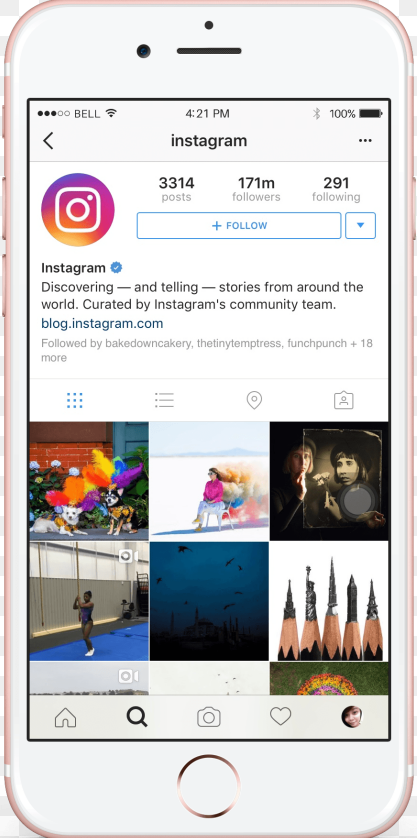 BELL 4:21 PM 100%
instagram
3314 171m 291
posts followers following
+ FOLLOW
Instagram
Discovering — and telling — stories from around the
world. Curated by Instagram's community team.
blog.instagram.com
Followed by bakedowncakery, thetinytemptress, funchpunch + 18
more